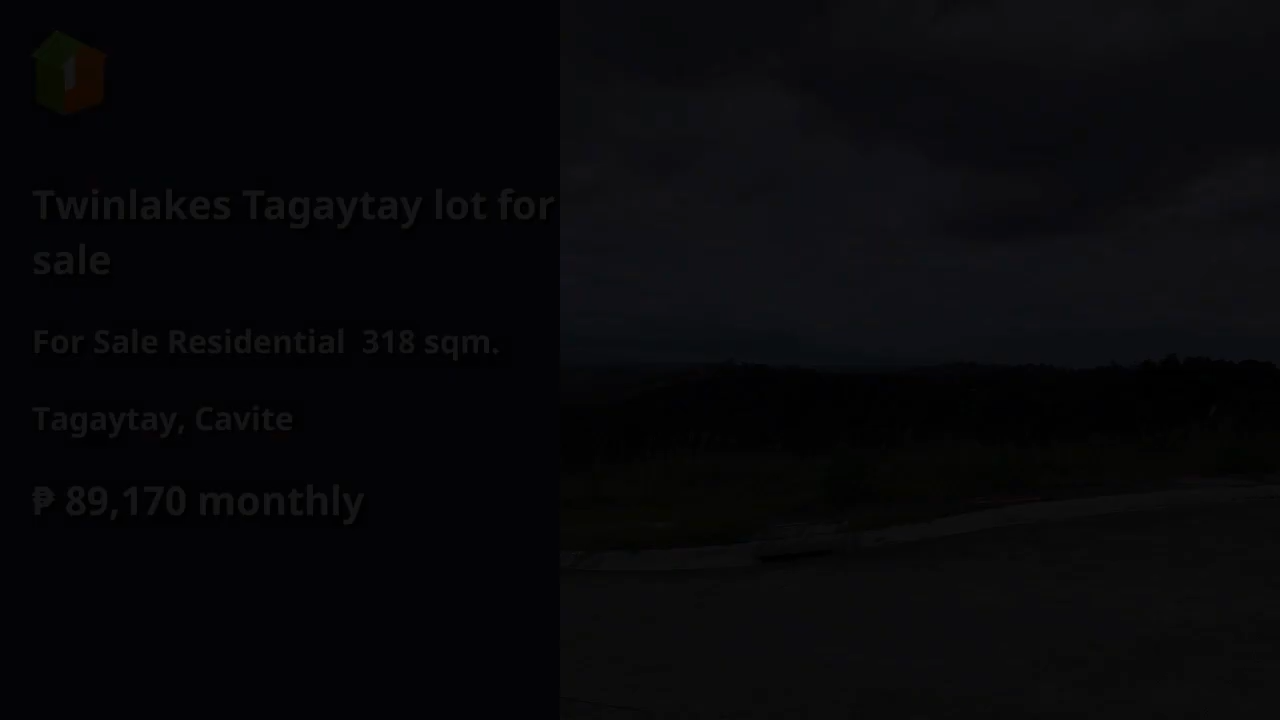 Twinlakes Tagaytay lot for
sale
For Sale Residential  318 sqm.
Tagaytay, Cavite
₱ 89,170 monthly